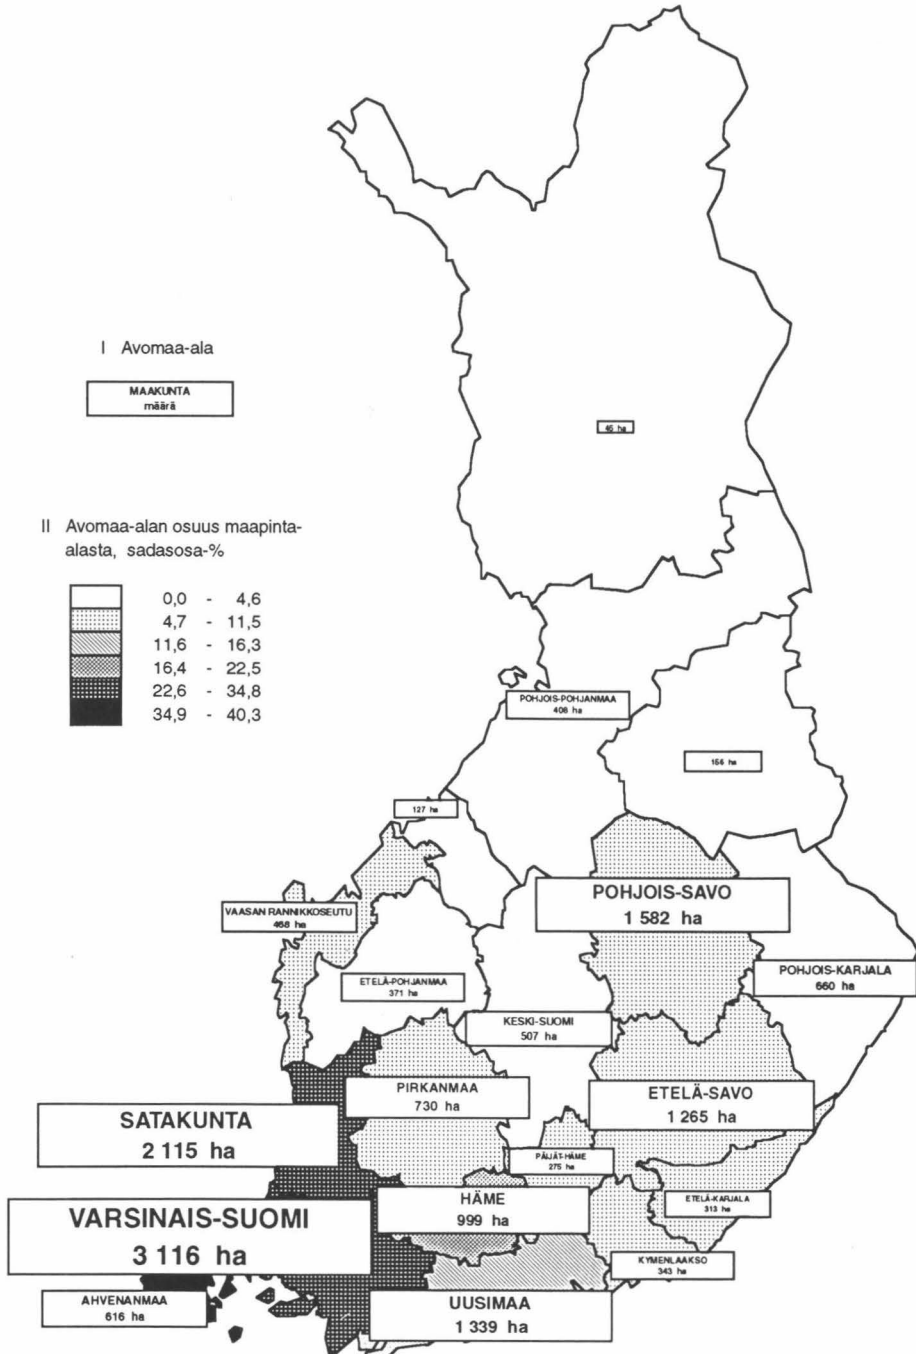 I Avomaa-ala
MAAKUNTA
määrä
45 ha
II Avomaa-alan osuus maapinta-
alasta, sadasosa-%
0,0 - 4,6
4,7 - 11,5
11,6 - 16,3
16,4 - 22,5
22,6 - 34,8
34,9 - 40,3
POHJOIS-POHJANMAA
408 ha
156 ha
127 ha
POHJOIS-SAVO
1 582 ha
VAASAN RANNIKKOSEUTU
468 ha
POHJOIS-KARJALA
660 ha
ETELÄ-POHJANMAA
371 ha
KESKI-SUOMI
507 ha
PIRKANMAA
730 ha
ETELÄ-SAVO
1 265 ha
SATAKUNTA
2 115 ha
PÄIJÄT-HÄME
275 ha
HÄME
999 ha
ETELÄ-KARJALA
313 ha
VARSINAIS-SUOMI
3 116 ha
KYMENLAAKSO
343 ha
AHVENANMAA
616 ha
UUSIMAA
1 339 ha